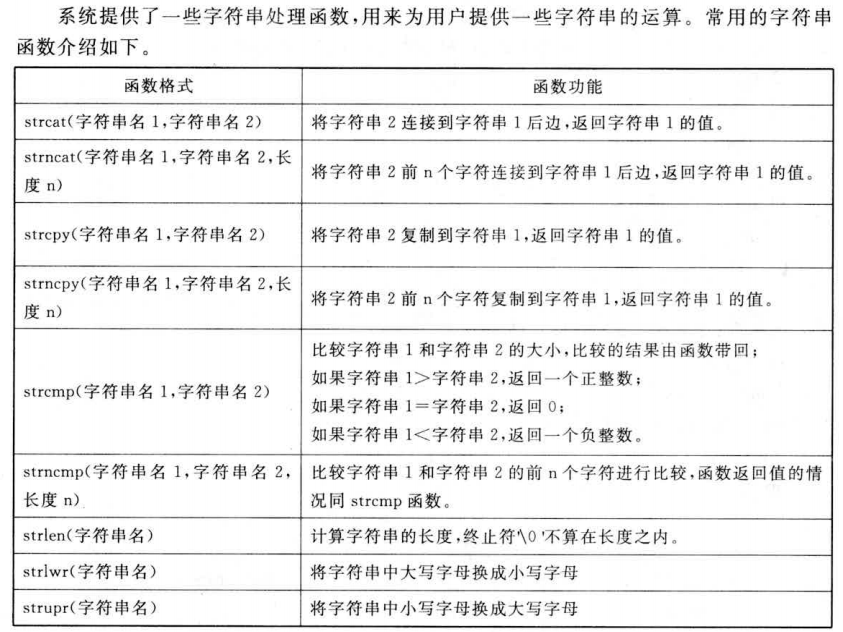 系统提供了一些字符串处理函数,用来为用户提供一些字符串的运算。常用的字符串
函数介绍如下。
函数格式
函数功能
strcat(字符串名1,字符串名2)
将字符串2连接到字符串1后边,返回字符串1的值。
strncat(字符串名1,字符串名2,长
度n)
将字符串2前n个字符连接到字符串1后边,返回字符串1的值。
strcpy(字符串名1,字符串名2)
将字符串2复制到字符串1,返回字符串1的值。
strncpy(字符串名1,字符串名2,长
度n)
将字符串2前n个字符复制到字符串1,返回字符串1的值。
strcmp(字符串名1,字符串名2)
比较字符串1和字符串2的大小,比较的结果由函数带回;
如果字符串1>字符串2,返回一个正整数;
如果字符串1=字符串2,返回0;
如果字符串1<字符串2,返回一个负整数。
strncmp(字符串名1,字符串名2,
长度n)
比较字符串1和字符串2的前n个字符进行比较,函数返回值的情
况同strcmp函数。
strlen(字符串名)
计算字符串的长度,终止符'\0'不算在长度之内。
strlwr(字符串名)
将字符串中大写字母换成小写字母
strupr(字符串名)
将字符串中小写字母换成大写字母